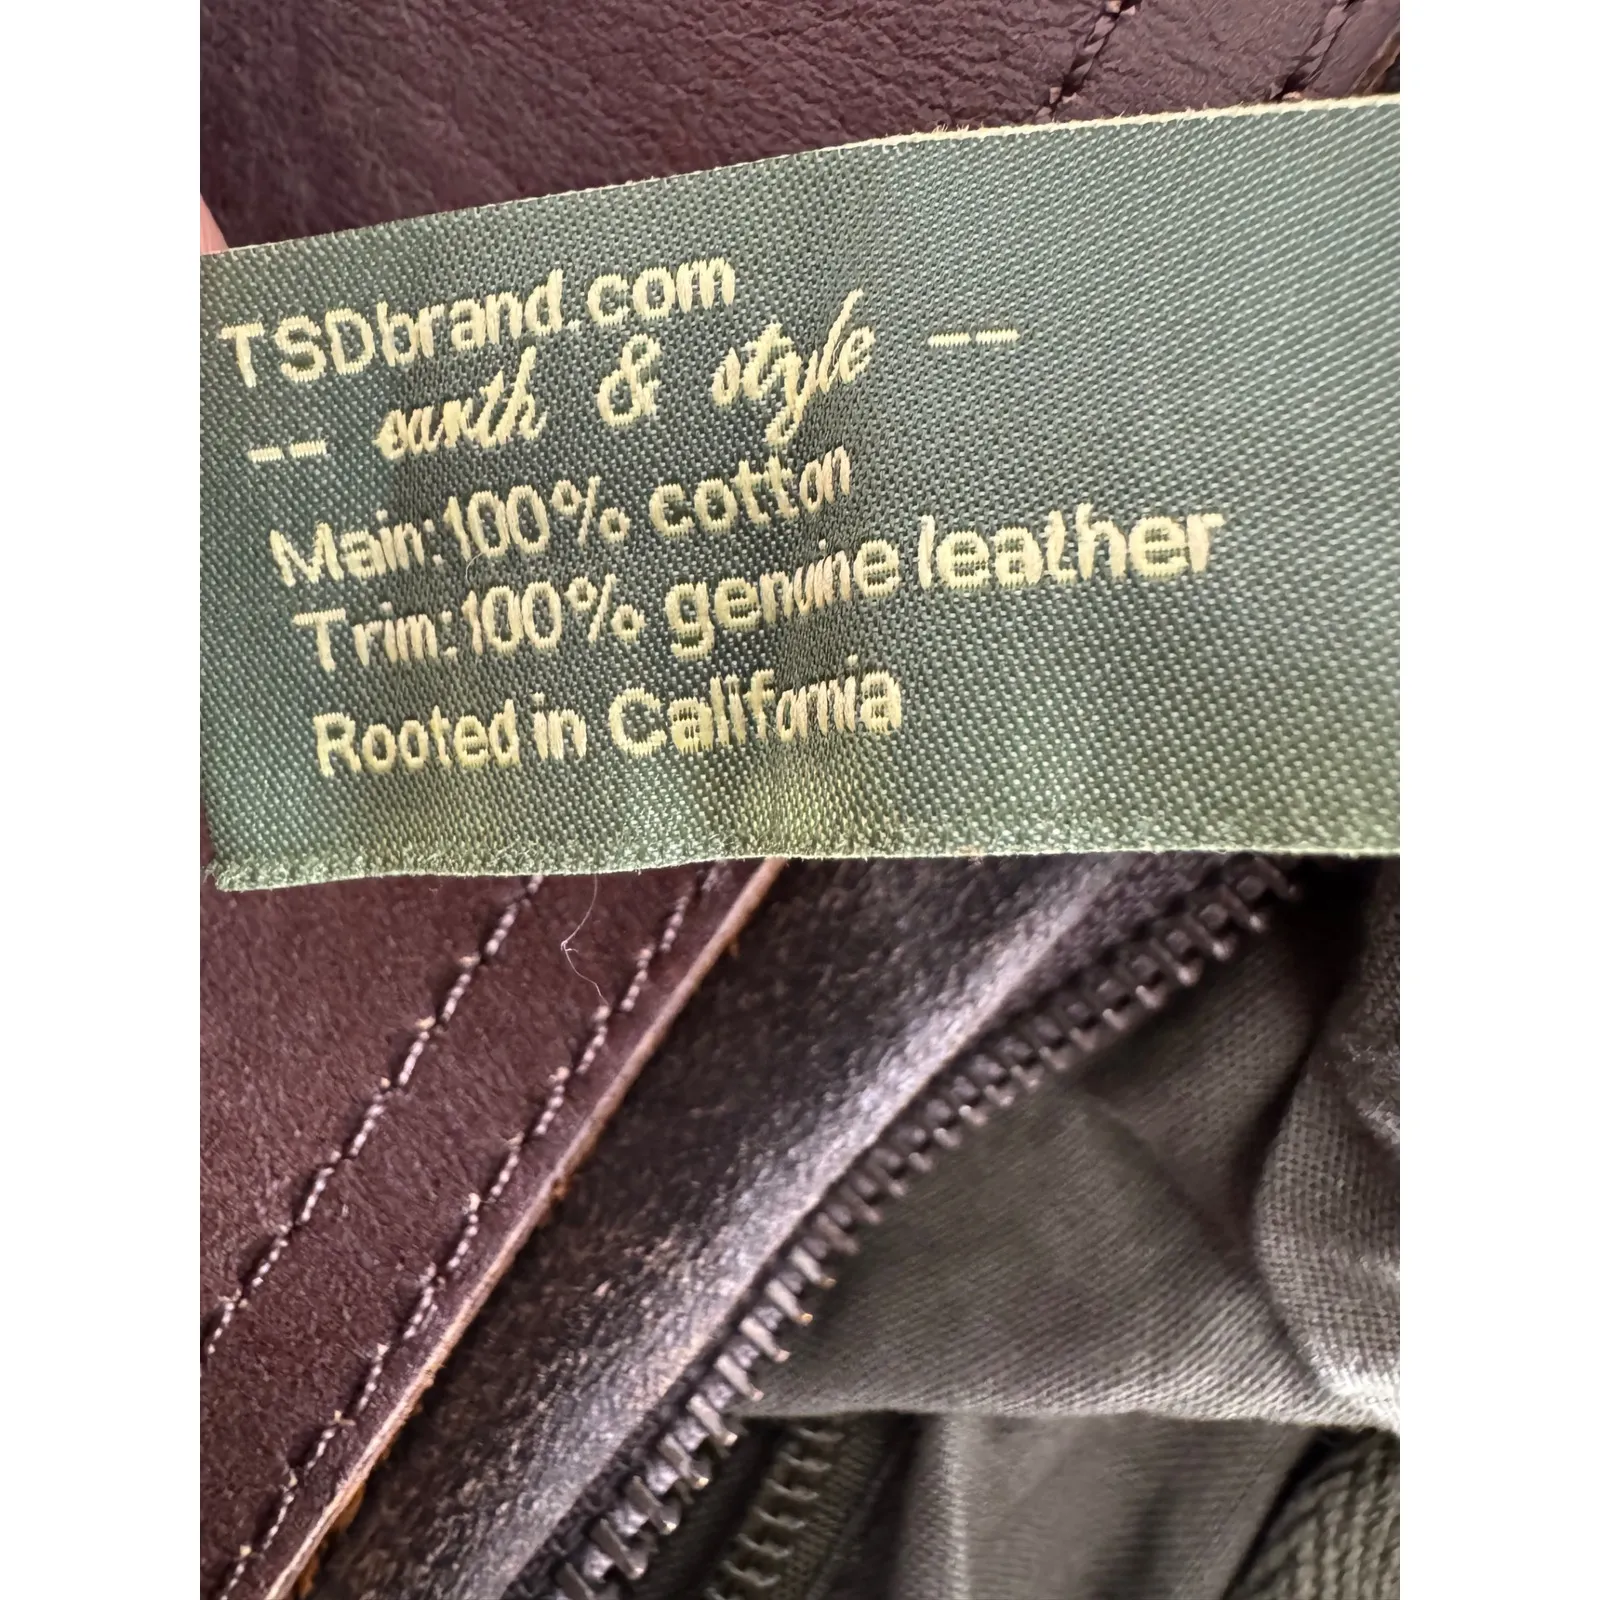 TSDbrand.com
-- earth & style --
Main:100% cotton
Trim:100% genuine leather
Rooted in California